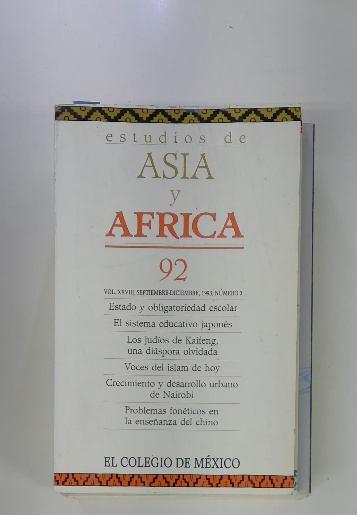 estudios de
ASIA
y
AFRICA
92
VOL. XXVIII, SEPTIEMBRE-DICIEMBRE, 1993, NÚMERO 3
Estado y obligatoriedad escolar
El sistema educativo japonés
Los judíos de Kaifeng,
una diáspora olvidada
Voces del islam de hoy
Crecimiento y desarrollo urbano
de Nairobi
Problemas fonéticos en
la enseñanza del chino
EL COLEGIO DE MÉXICO